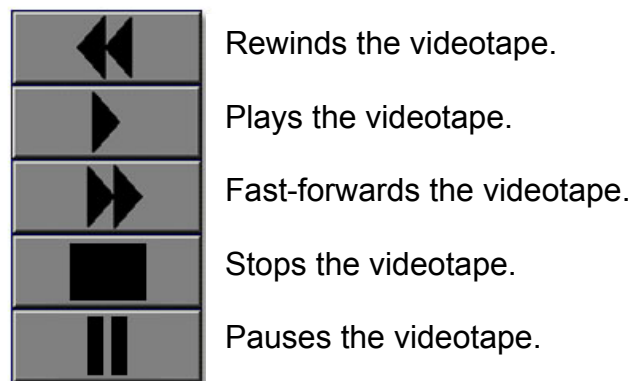 Rewinds the videotape.
Plays the videotape.
Fast-forwards the videotape.
Stops the videotape.
Pauses the videotape.